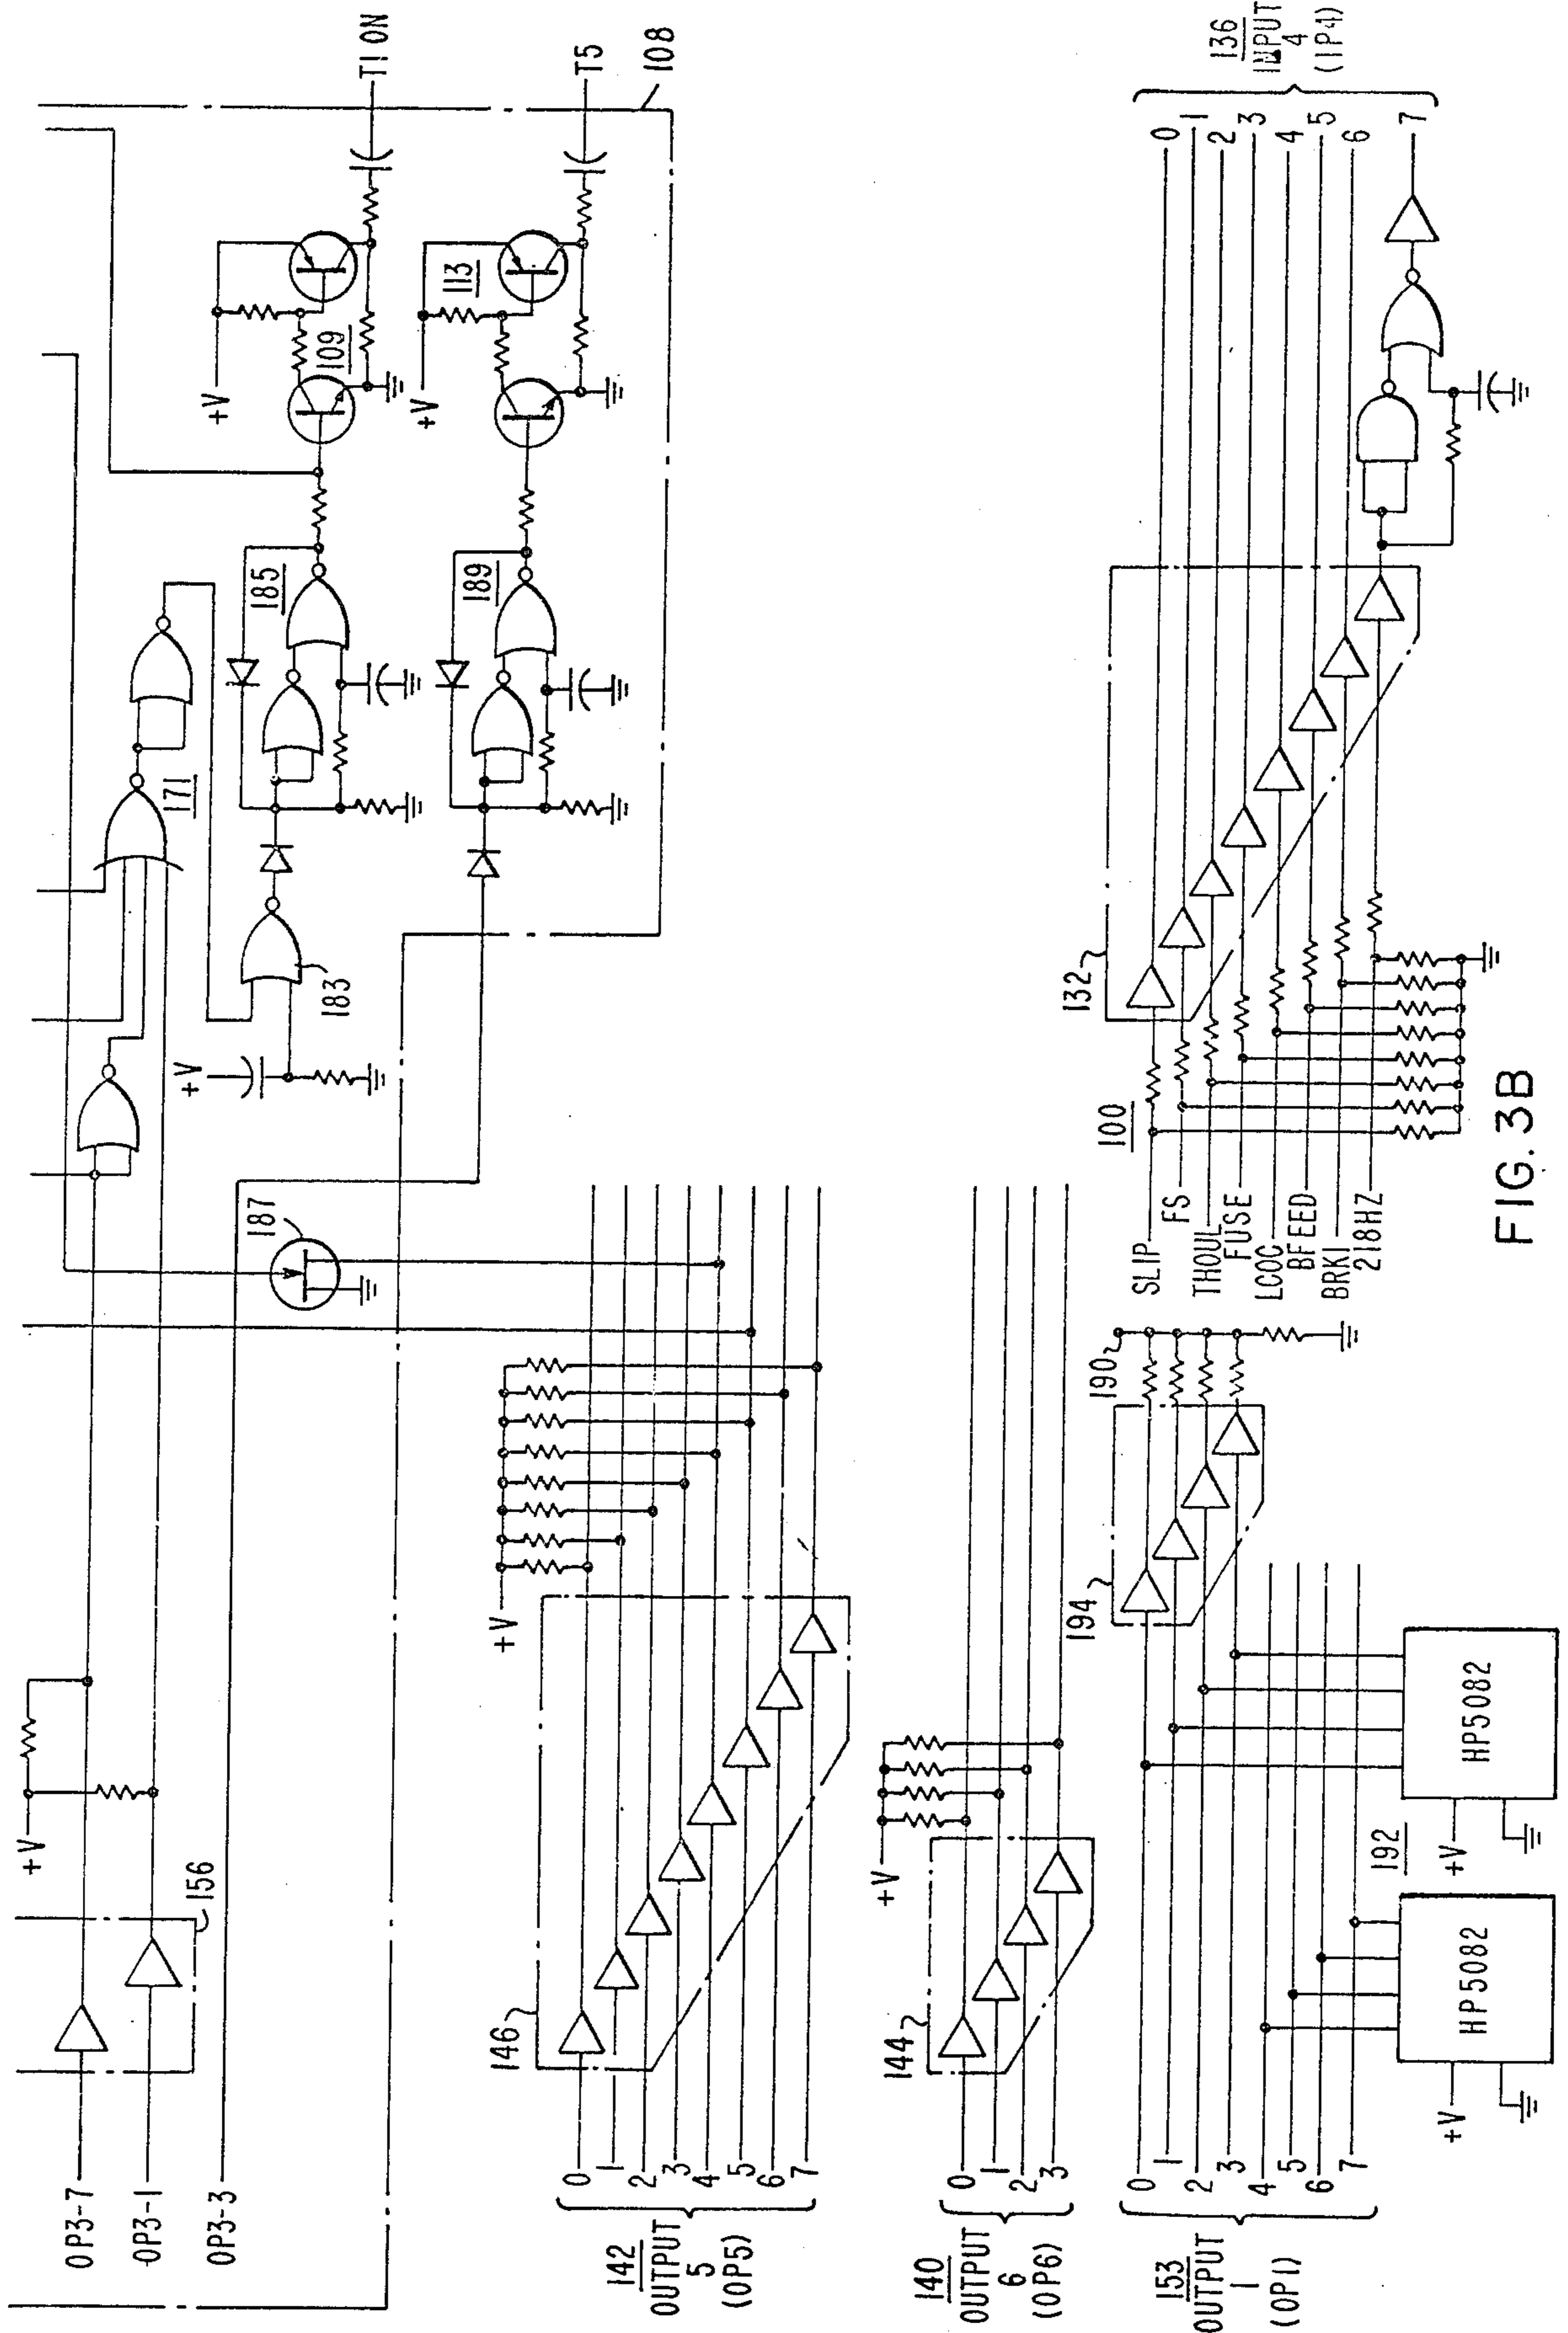 OP3-7
OP3-1
OP3-3
+V
156
171
183
+V
187
185
189
+V
109
+V
113
T1 ON
T5
108
142
OUTPUT
5
(OP5)
0
1
2
3
4
5
6
7
146
+V
140
OUTPUT
6
(OP6)
0
1
2
3
144
+V
153
OUTPUT
1
(OP1)
0
1
2
3
4
5
6
7
194
190
192
+V
HP5082
+V
HP5082
100
SLIP
FS
THOUL
FUSE
LCOC
BFEED
BRK1
218HZ
132
0
1
2
3
4
5
6
7
136
INPUT
4
(IP4)
FIG. 3B